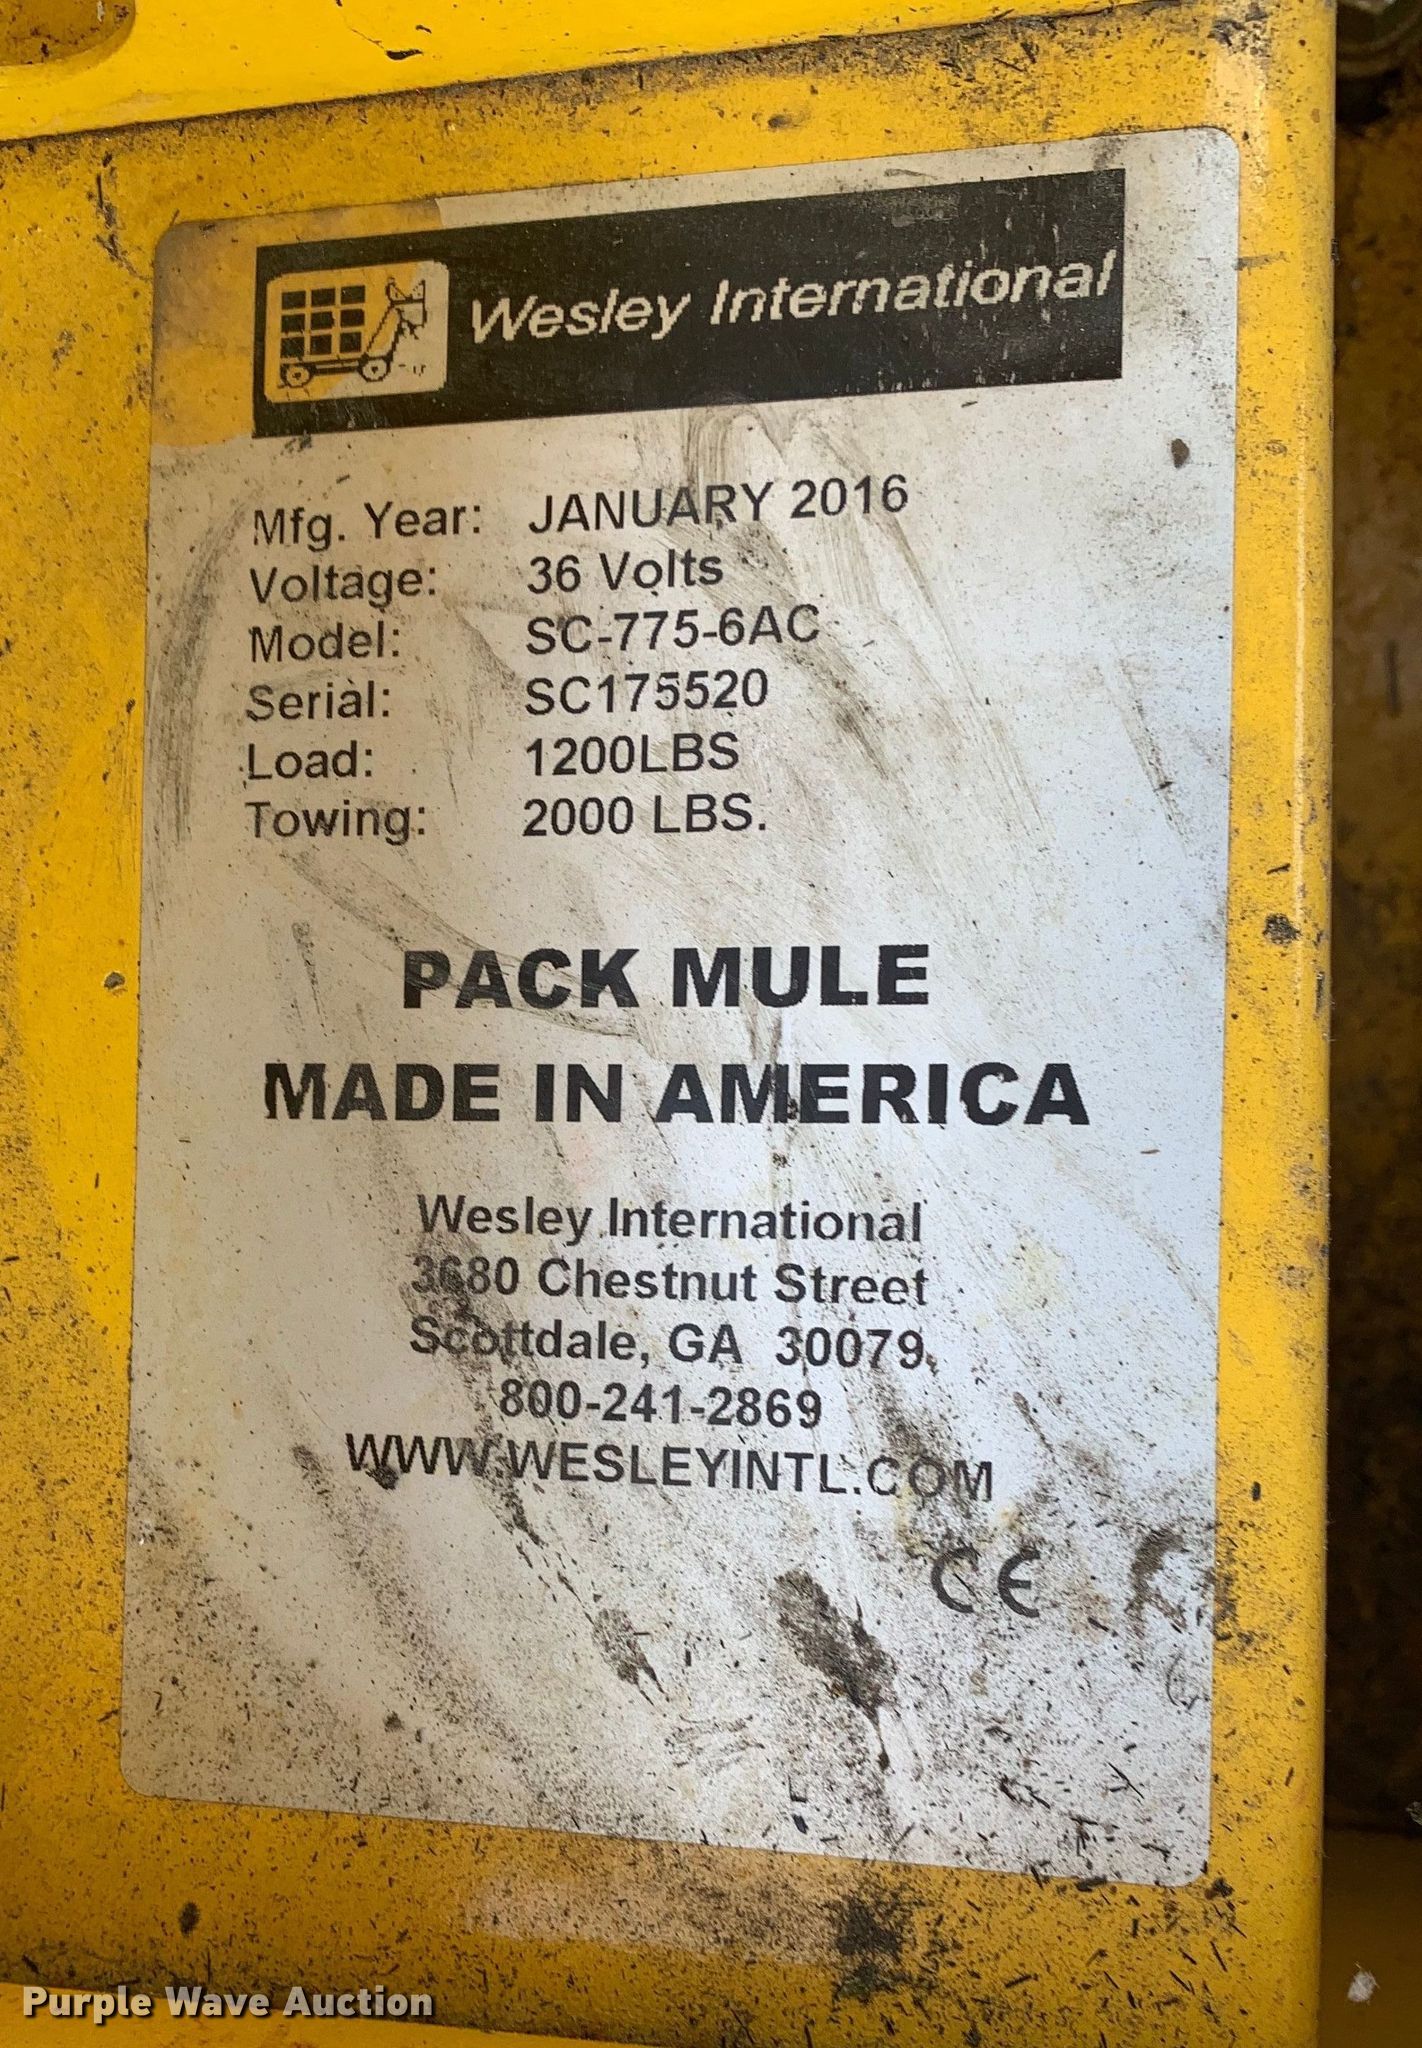 Wesley International
Mfg. Year: JANUARY 2016
Voltage: 36 Volts
Model: SC-775-6AC
Serial: SC175520
Load: 1200LBS
Towing: 2000 LBS.
PACK MULE
MADE IN AMERICA
Wesley International
3680 Chestnut Street
Scottdale, GA 30079
800-241-2869
WWW.WESLEYINTL.COM
CE
Purple Wave Auction